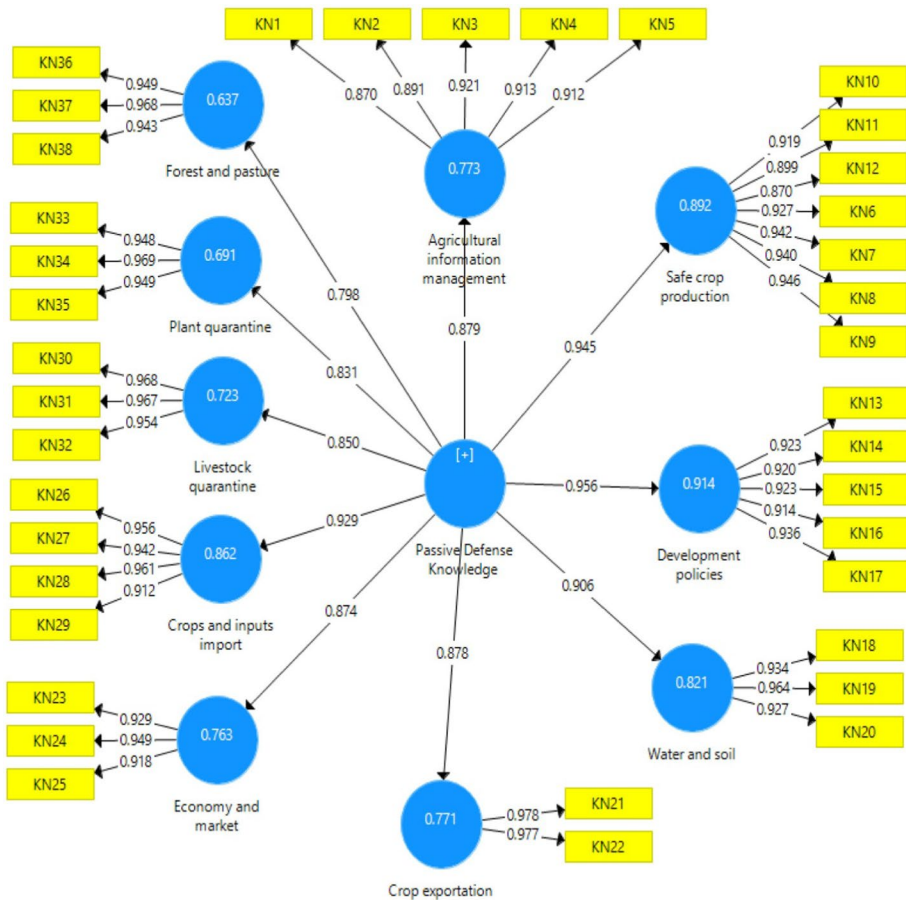 KN1
KN2
KN3
KN4
KN5
0.870
0.891
0.921
0.913
0.912
0.773
Agricultural
information
management
0.879
KN36
KN37
KN38
0.949
0.968
0.943
0.637
Forest and pasture
0.798
KN33
KN34
KN35
0.948
0.969
0.949
0.691
Plant quarantine
0.831
KN30
KN31
KN32
0.968
0.967
0.954
0.723
Livestock
quarantine
0.850
KN26
KN27
KN28
KN29
0.956
0.942
0.961
0.912
0.862
Crops and inputs
import
0.929
KN23
KN24
KN25
0.929
0.949
0.918
0.763
Economy and
market
0.874
[+]
Passive Defense
Knowledge
KN10
KN11
KN12
KN6
KN7
KN8
KN9
0.919
0.899
0.870
0.927
0.942
0.940
0.946
0.892
Safe crop
production
0.945
KN13
KN14
KN15
KN16
KN17
0.923
0.920
0.923
0.914
0.936
0.914
Development
policies
0.956
KN18
KN19
KN20
0.934
0.964
0.927
0.821
Water and soil
0.906
KN21
KN22
0.978
0.977
0.771
Crop exportation
0.878